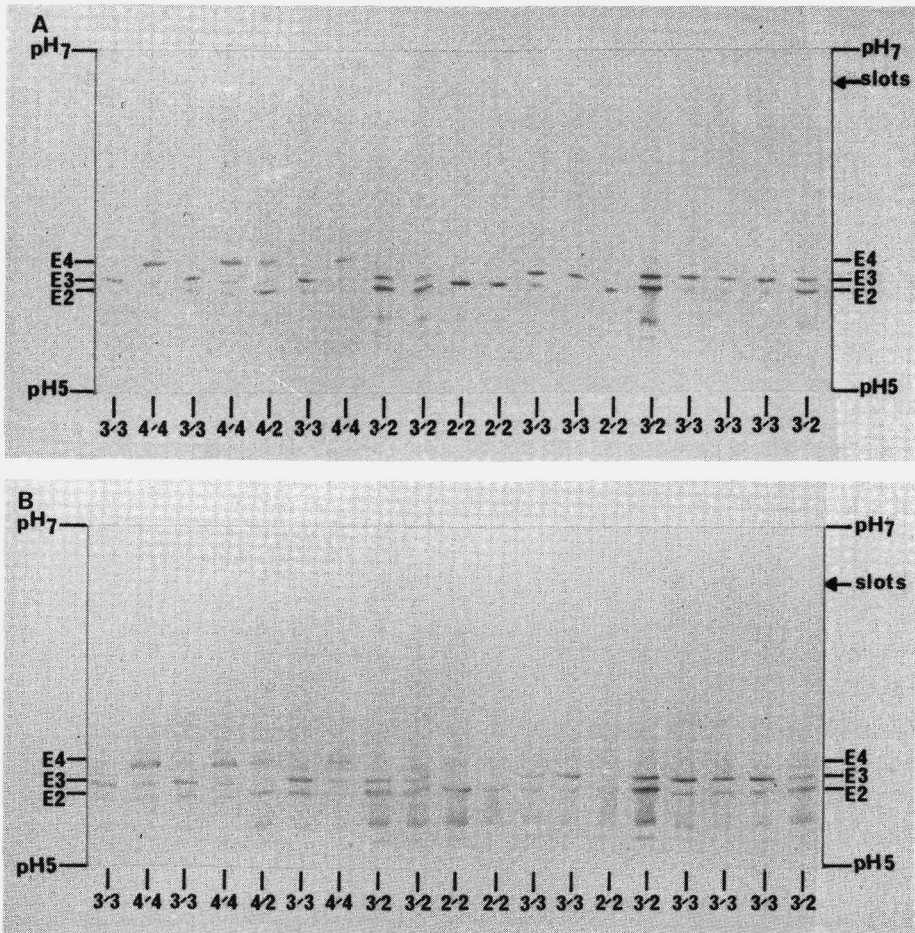 A
pH7 pH7
slots
E4 E4
E3 E3
E2 E2
pH5 pH5
3/3 4/4 3/3 4/4 4/2 3/3 4/4 3/2 3/2 2/2 2/2 3/3 3/3 2/2 3/2 3/3 3/3 3/3 3/2
B
pH7 pH7
slots
E4 E4
E3 E3
E2 E2
pH5 pH5
3/3 4/4 3/3 4/4 4/2 3/3 4/4 3/2 3/2 2/2 2/2 3/3 3/3 2/2 3/2 3/3 3/3 3/3 3/2